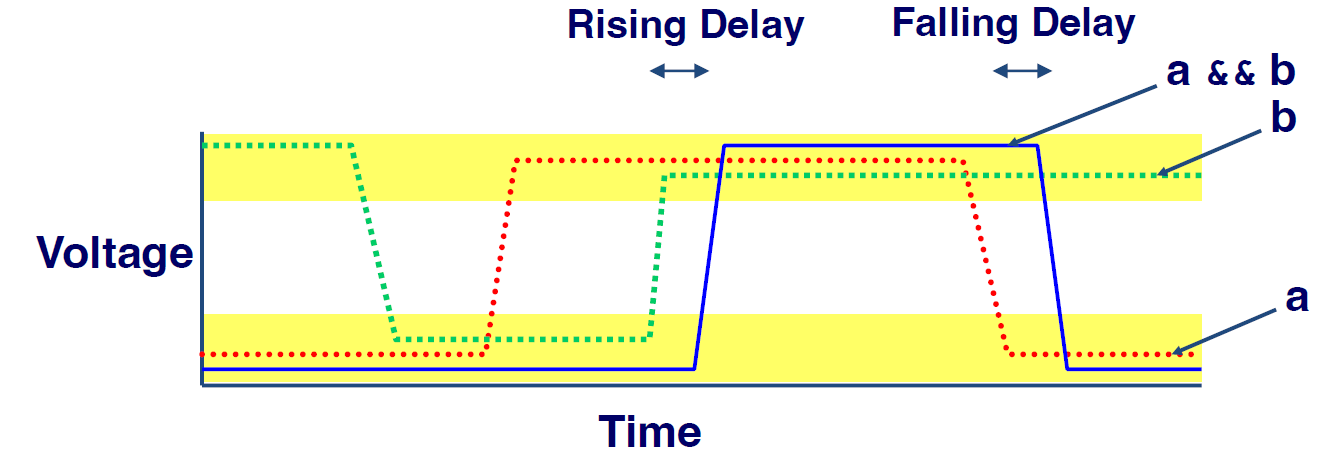 Rising Delay
Falling Delay
a && b
b
Voltage
a
Time